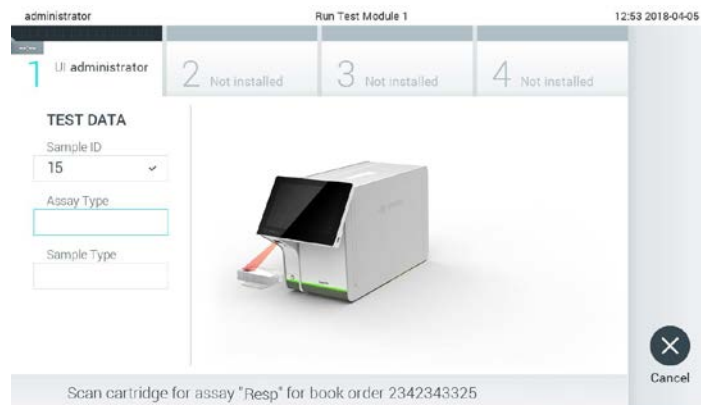 administrator Run Test Module 1 12:53 2018-04-05
1 UI administrator 2 Not installed 3 Not installed 4 Not installed
TEST DATA
Sample ID
15
Assay Type
Sample Type
Cancel
Scan cartridge for assay "Resp" for book order 2342343325